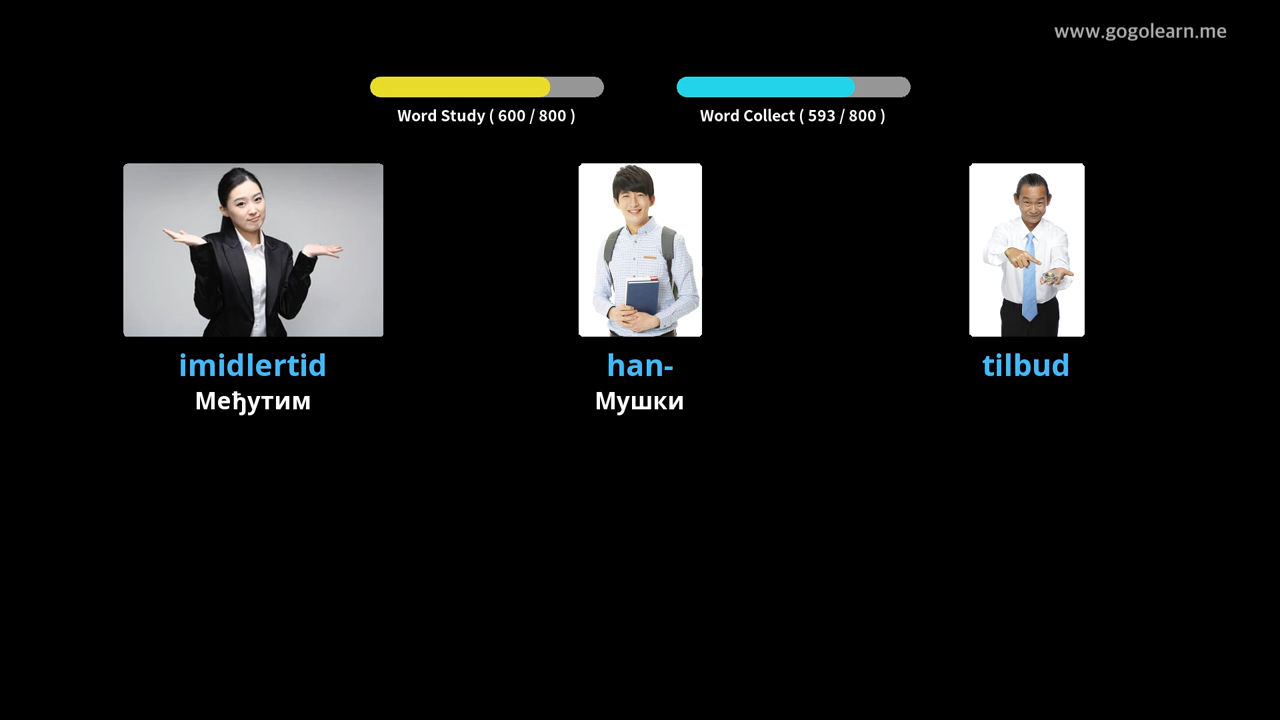 www.gogolearn.me
Word Study ( 600 / 800 )
Word Collect ( 593 / 800 )
imidlertid
Међутим
han-
Мушки
tilbud